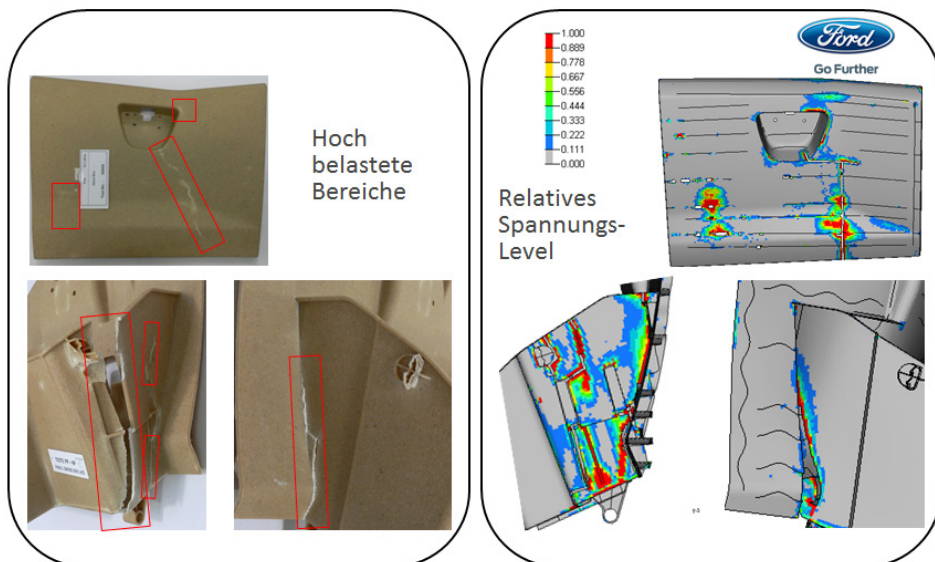 Hoch
belastete
Bereiche
1.000
0.889
0.778
0.667
0.556
0.444
0.333
0.222
0.111
0.000
Ford
Go Further
Relatives
Spannungs-
Level